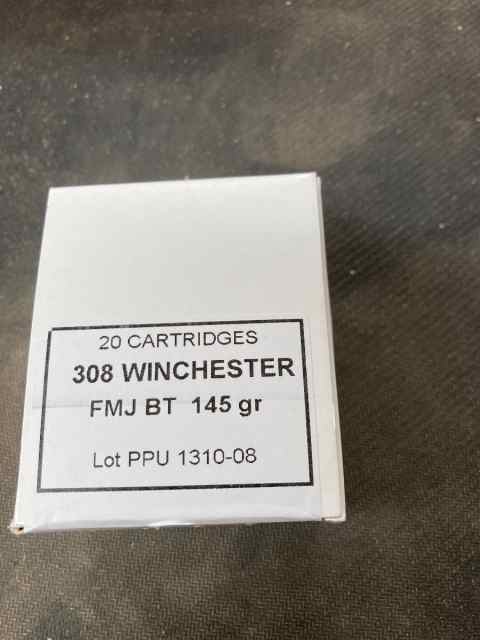 20 CARTRIDGES
308 WINCHESTER
FMJ BT 145 gr
Lot PPU 1310-08